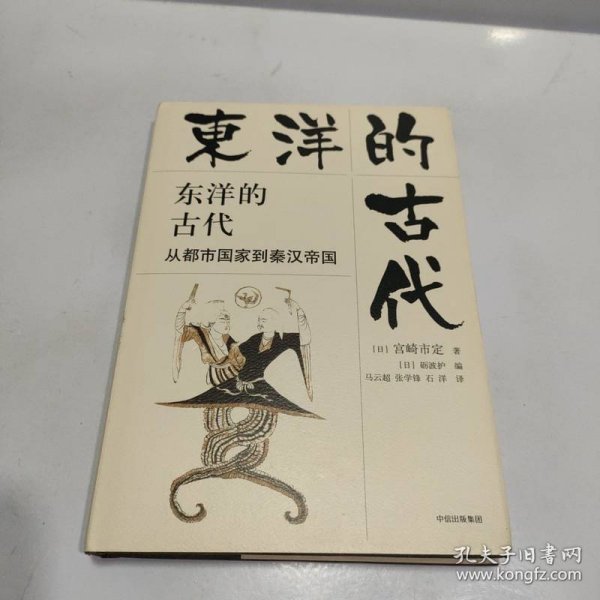 東洋的
古代
东洋的
古代
从都市国家到秦汉帝国
［日］宫崎市定 著
［日］砺波护 编
马云超 张学锋 石洋 译
中信出版集团
孔夫子旧書网
www.kongfz.com